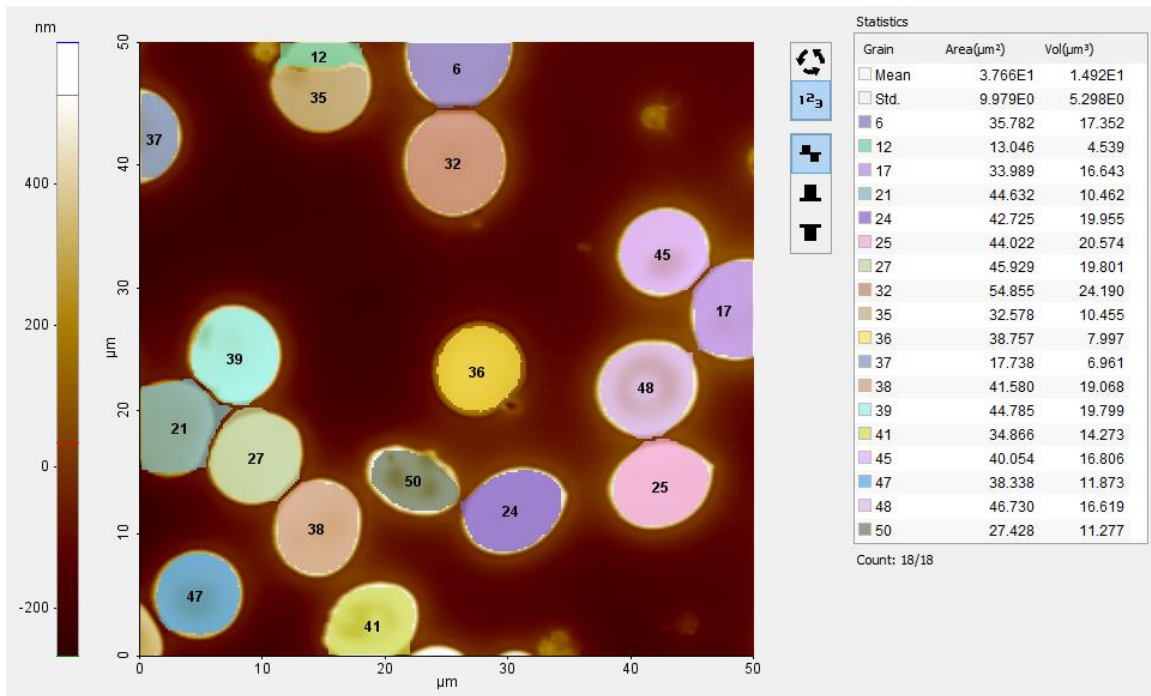 nm
400
200
0
-200
50
40
30
20
10
0
µm
0
10
20
30
40
50
µm
12
6
35
37
32
45
17
39
36
48
21
27
50
25
24
38
47
41
1²₃
Statistics
Grain Area(µm²) Vol(µm³)
Mean 3.766E1 1.492E1
Std. 9.979E0 5.298E0
6 35.782 17.352
12 13.046 4.539
17 33.989 16.643
21 44.632 10.462
24 42.725 19.955
25 44.022 20.574
27 45.929 19.801
32 54.855 24.190
35 32.578 10.455
36 38.757 7.997
37 17.738 6.961
38 41.580 19.068
39 44.785 19.799
41 34.866 14.273
45 40.054 16.806
47 38.338 11.873
48 46.730 16.619
50 27.428 11.277
Count: 18/18